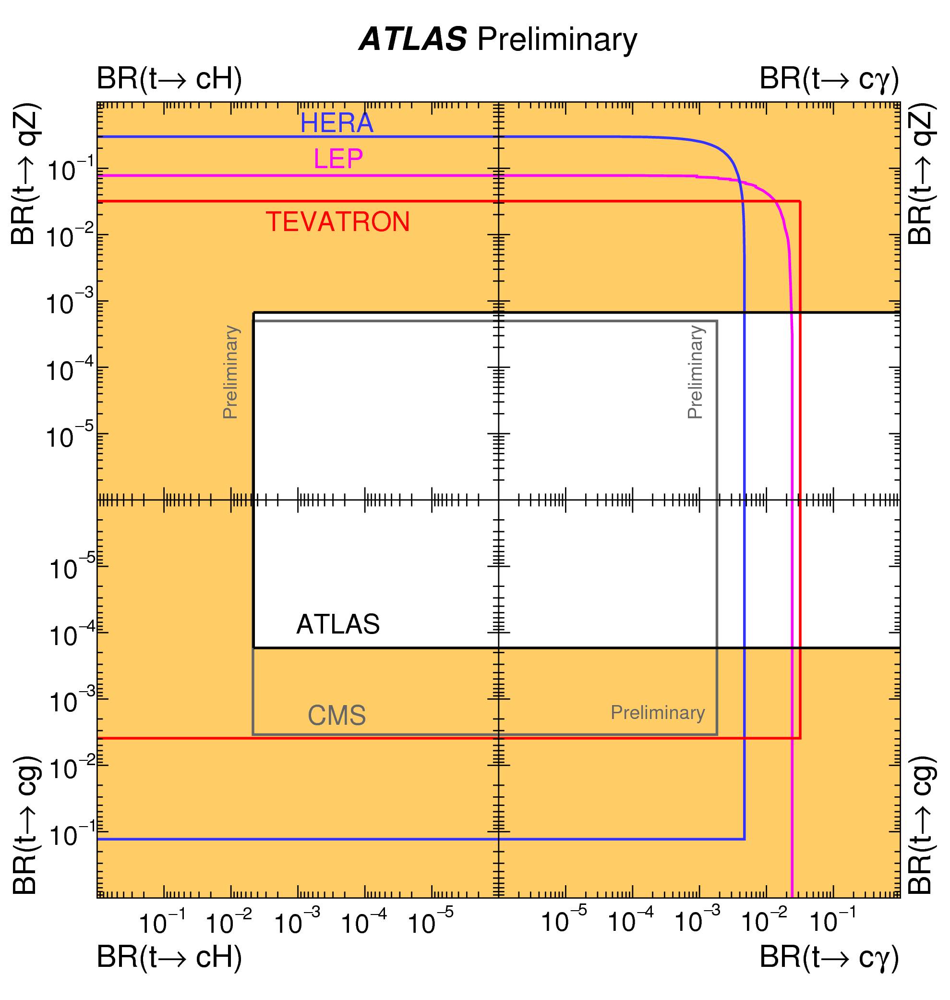 ATLAS Preliminary
BR(t→ cH)
BR(t→ cγ)
BR(t→ qZ)
BR(t→ qZ)
HERA
LEP
TEVATRON
10⁻¹
10⁻²
10⁻³
10⁻⁴
10⁻⁵
Preliminary
Preliminary
10⁻⁵
10⁻⁴
10⁻³
10⁻²
10⁻¹
ATLAS
CMS
Preliminary
BR(t→ cg)
BR(t→ cg)
10⁻¹ 10⁻² 10⁻³ 10⁻⁴ 10⁻⁵ 10⁻⁵ 10⁻⁴ 10⁻³ 10⁻² 10⁻¹
BR(t→ cH)
BR(t→ cγ)